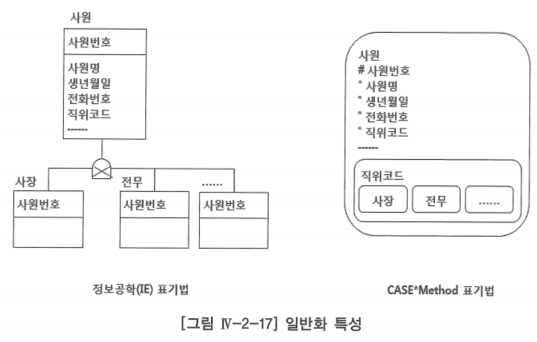 사원
사원번호
사원명
생년월일
전화번호
직위코드
------
사장
사원번호
전무
사원번호
......
사원번호
정보공학(IE) 표기법
사원
# 사원번호
* 사원명
* 생년월일
* 전화번호
* 직위코드
------
직위코드
사장 전무 ......
CASE*Method 표기법
[그림 Ⅳ-2-17] 일반화 특성